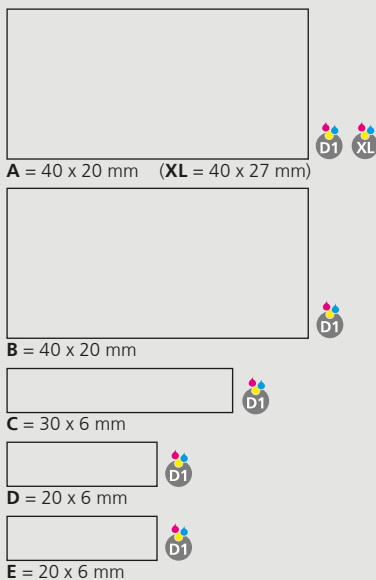 D1 XL
A = 40 x 20 mm (XL = 40 x 27 mm)
D1
B = 40 x 20 mm
D1
C = 30 x 6 mm
D1
D = 20 x 6 mm
D1
E = 20 x 6 mm